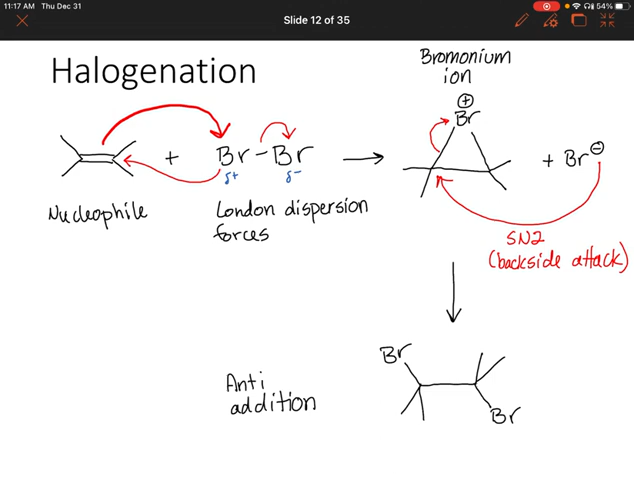 11:17 AM Thu Dec 31
54%
Slide 12 of 35
Halogenation
Bromonium
ion
+
Br
+
Br - Br
δ+
δ-
+ Br -
Nucleophile
London dispersion
forces
SN2
(backside attack)
Anti
addition
Br
Br